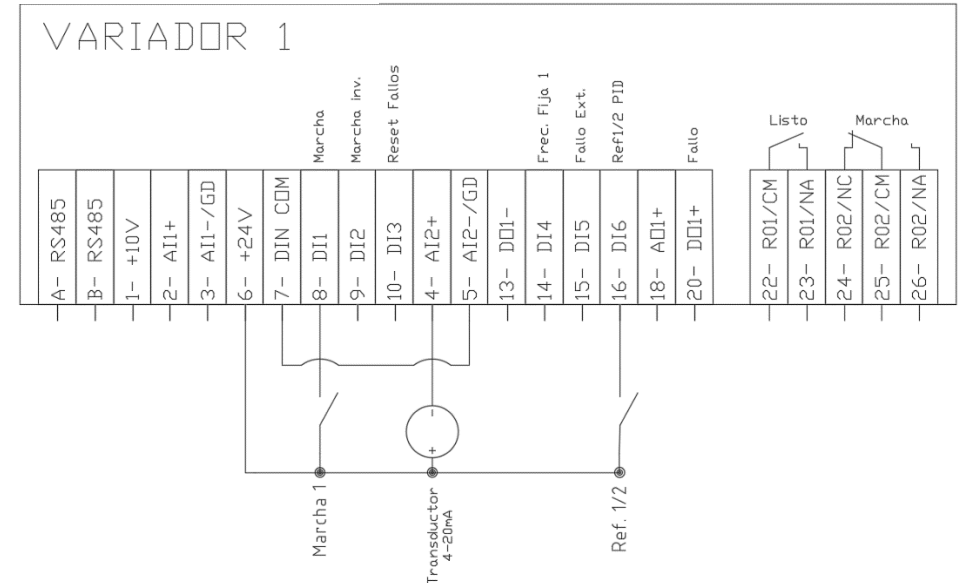 VARIADOR 1
Marcha
Marcha inv.
Reset Fallos
Frec. Fija 1
Fallo Ext.
Ref1/2 PID
Fallo
Listo
Marcha
A- RS485
B- RS485
1- +10V
2- AI1+
3- AI1-/GD
6- +24V
7- DIN COM
8- DI1
9- DI2
10- DI3
4- AI2+
5- AI2-/GD
13- DO1-
14- DI4
15- DI5
16- DI6
18- AO1+
20- DO1+
22- RO1/CM
23- RO1/NA
24- RO2/NC
25- RO2/CM
26- RO2/NA
-
+
Marcha 1
Transductor
4-20mA
Ref. 1/2